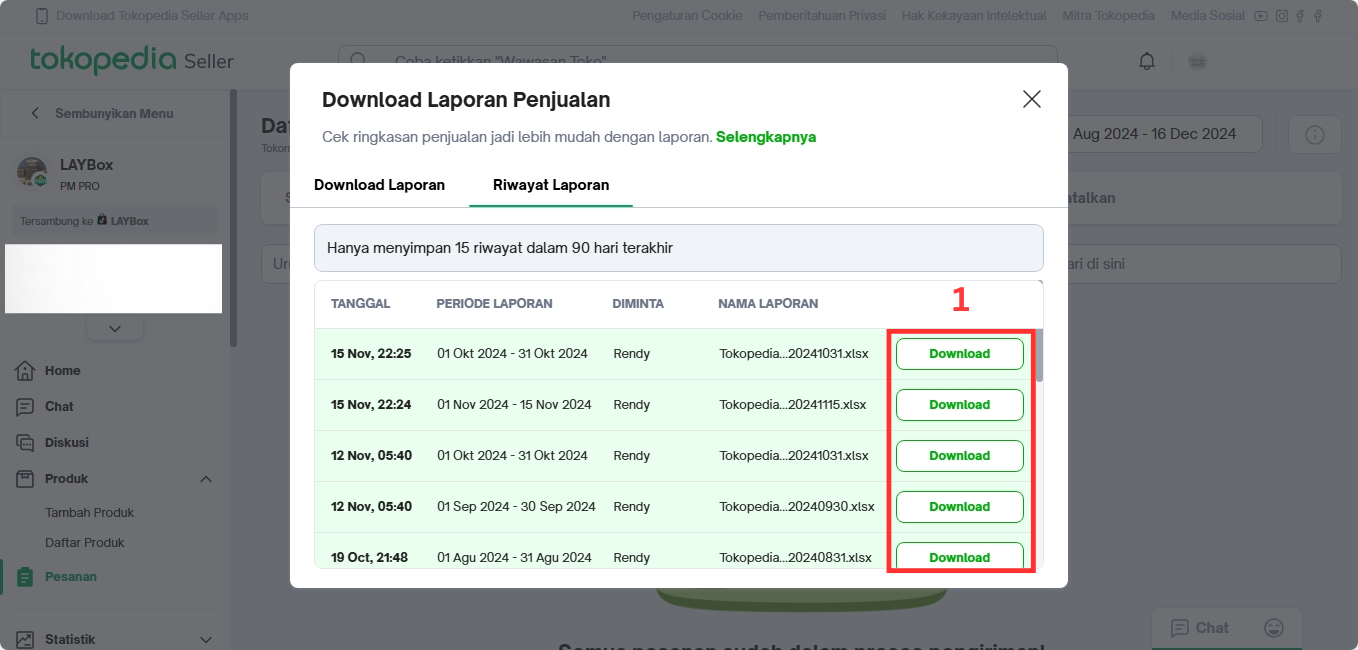 Download Tokopedia Seller Apps
Pengaturan Cookie Pemberitahuan Privasi Hak Kekayaan Intelektual Mitra Tokopedia Media Sosial
tokopedia Seller
Coba ketikkan "Wawasan Toko"
Sembunyikan Menu
LAYBox
PM PRO
Tersambung ke LAYBox
Home
Chat
Diskusi
Produk
Tambah Produk
Daftar Produk
Pesanan
Statistik
Aug 2024 - 16 Dec 2024
Download Laporan Penjualan
Cek ringkasan penjualan jadi lebih mudah dengan laporan. Selengkapnya
Download Laporan Riwayat Laporan
Hanya menyimpan 15 riwayat dalam 90 hari terakhir
TANGGAL PERIODE LAPORAN DIMINTA NAMA LAPORAN 1
15 Nov, 22:25 01 Okt 2024 - 31 Okt 2024 Rendy Tokopedia...20241031.xlsx Download
15 Nov, 22:24 01 Nov 2024 - 15 Nov 2024 Rendy Tokopedia...20241115.xlsx Download
12 Nov, 05:40 01 Okt 2024 - 31 Okt 2024 Rendy Tokopedia...20241031.xlsx Download
12 Nov, 05:40 01 Sep 2024 - 30 Sep 2024 Rendy Tokopedia...20240930.xlsx Download
19 Oct, 21:48 01 Agu 2024 - 31 Agu 2024 Rendy Tokopedia...20240831.xlsx Download
di sini
Semua pesanan sudah dalam proses pengiriman!
Chat